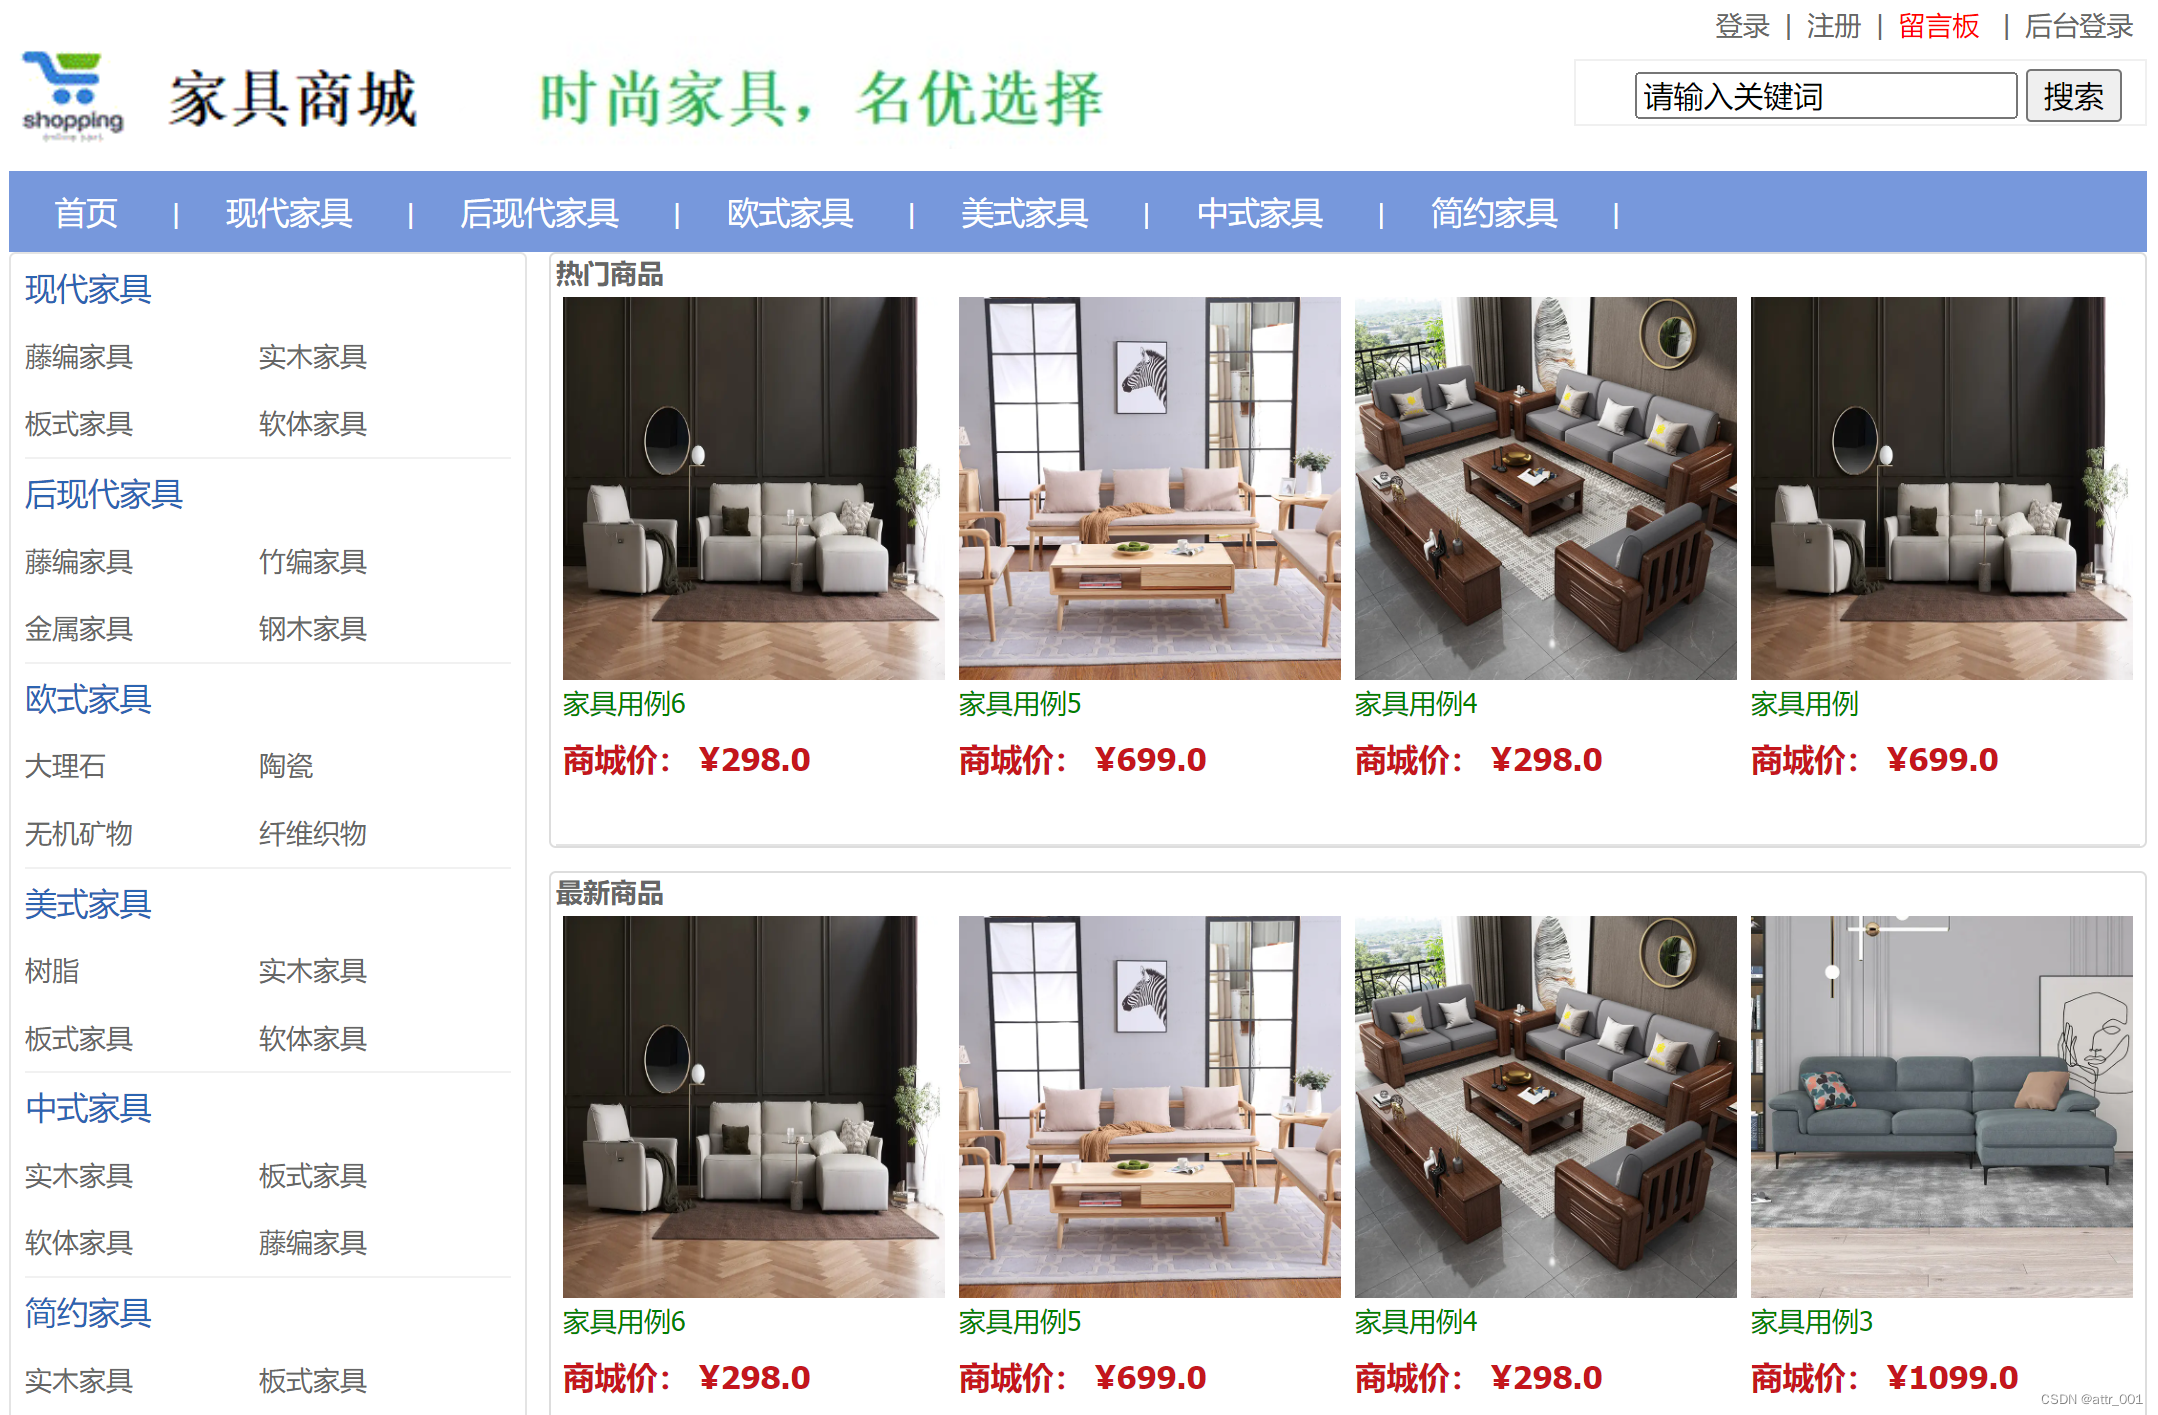 登录 | 注册 | 留言板 | 后台登录
shopping
家具商城
时尚家具，名优选择
请输入关键词 搜索
首页 | 现代家具 | 后现代家具 | 欧式家具 | 美式家具 | 中式家具 | 简约家具 |
现代家具
藤编家具 实木家具
板式家具 软体家具
后现代家具
藤编家具 竹编家具
金属家具 钢木家具
欧式家具
大理石 陶瓷
无机矿物 纤维织物
美式家具
树脂 实木家具
板式家具 软体家具
中式家具
实木家具 板式家具
软体家具 藤编家具
简约家具
实木家具 板式家具
热门商品
家具用例6 家具用例5 家具用例4 家具用例
商城价： ¥298.0 商城价： ¥699.0 商城价： ¥298.0 商城价： ¥699.0
最新商品
家具用例6 家具用例5 家具用例4 家具用例3
商城价： ¥298.0 商城价： ¥699.0 商城价： ¥298.0 商城价： ¥1099.0
CSDN @attr_001